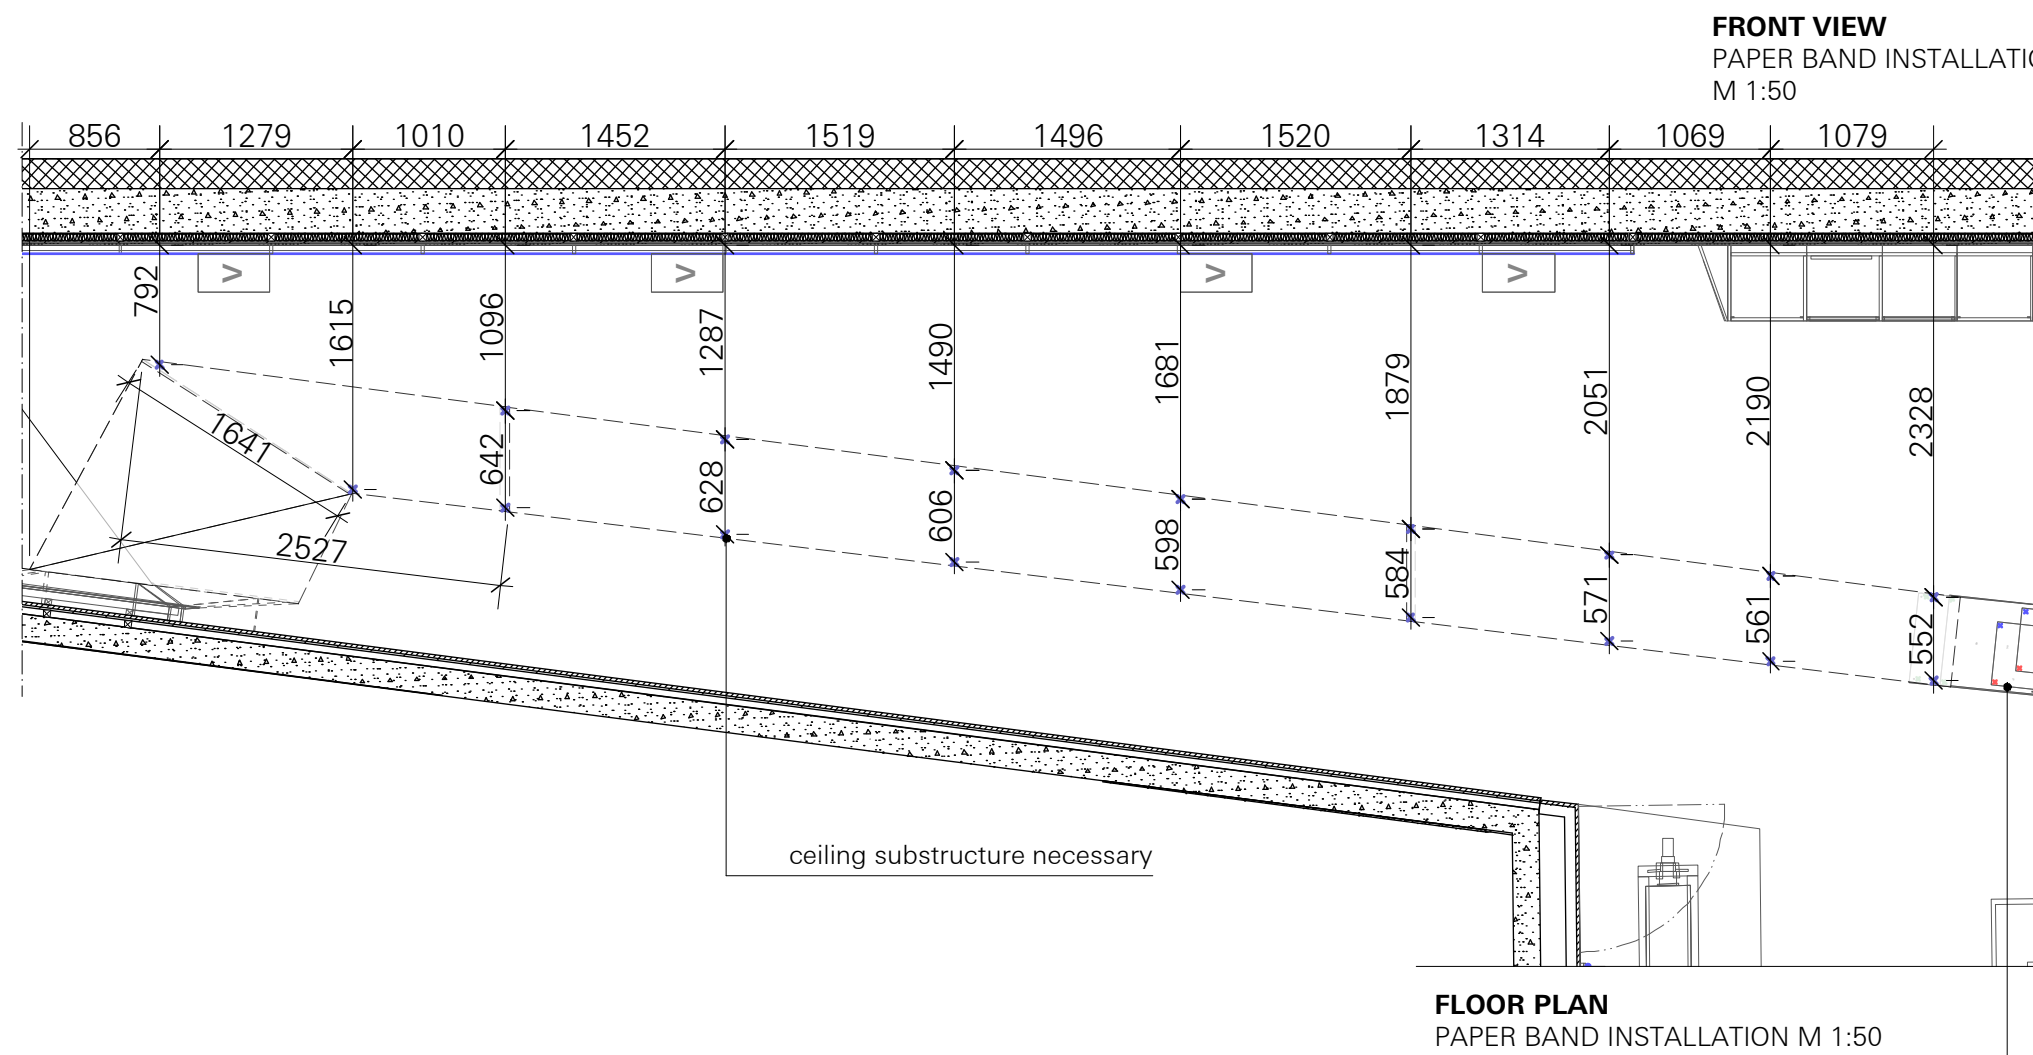 FRONT VIEW
PAPER BAND INSTALLATIO
M 1:50
856 1279 1010 1452 1519 1496 1520 1314 1069 1079
> > > >
792 1615 1096 1287 1490 1681 1879 2051 2190 2328
1641 642 628 606 598 584 571 561 552
2527
ceiling substructure necessary
FLOOR PLAN
PAPER BAND INSTALLATION M 1:50